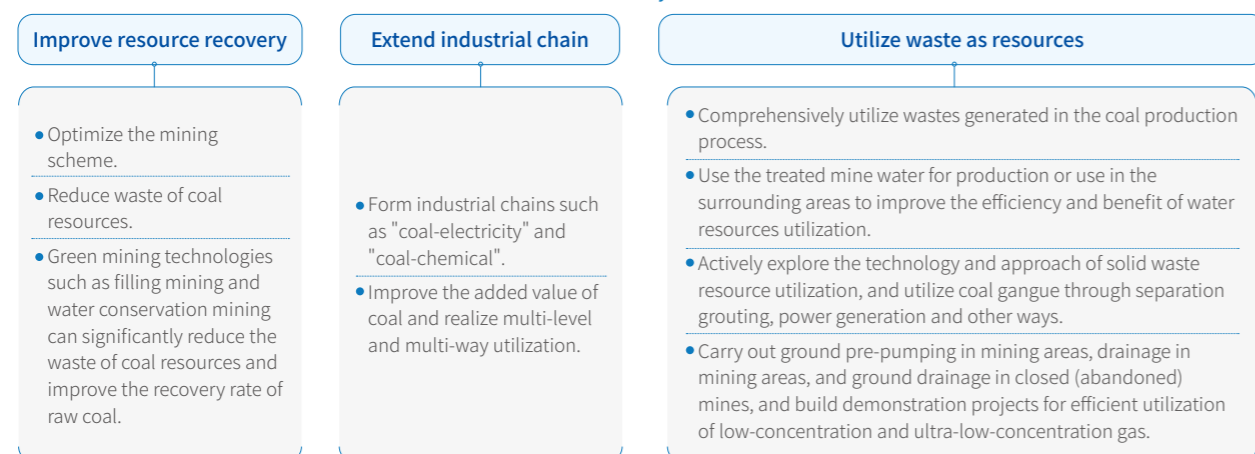 Improve resource recovery
Optimize the mining
scheme.
Reduce waste of coal
resources.
Green mining technologies
such as filling mining and
water conservation mining
can significantly reduce the
waste of coal resources and
improve the recovery rate of
raw coal.
Extend industrial chain
Form industrial chains such
as "coal-electricity" and
"coal-chemical".
Improve the added value of
coal and realize multi-level
and multi-way utilization.
Utilize waste as resources
Comprehensively utilize wastes generated in the coal production
process.
Use the treated mine water for production or use in the
surrounding areas to improve the efficiency and benefit of water
resources utilization.
Actively explore the technology and approach of solid waste
resource utilization, and utilize coal gangue through separation
grouting, power generation and other ways.
Carry out ground pre-pumping in mining areas, drainage in
mining areas, and ground drainage in closed (abandoned)
mines, and build demonstration projects for efficient utilization
of low-concentration and ultra-low-concentration gas.